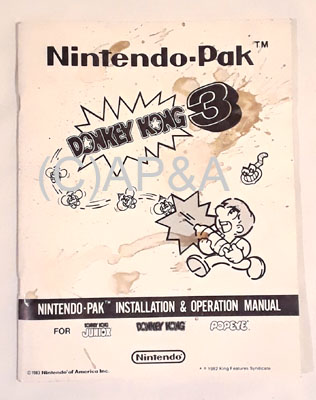 Nintendo-Pak™
DONKEY KONG 3
(C)AP&A
NINTENDO-PAK™ INSTALLATION & OPERATION MANUAL
FOR DONKEY KONG JUNIOR DONKEY KONG POPEYE
Nintendo
©1983 Nintendo of America Inc.
1983 King Features Syndicate